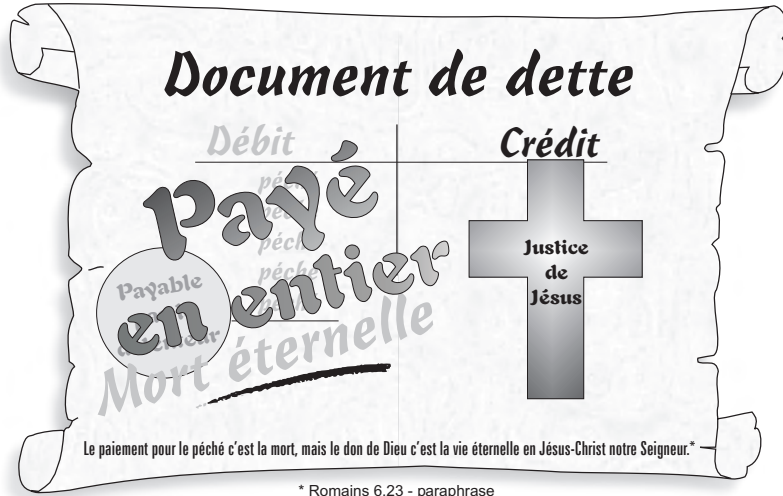 Document de dette
Débit
Crédit
péché
péché
péché
péché
Payé
en entier
Payable
Mort éternelle
Justice
de
Jésus
Le paiement pour le péché c'est la mort, mais le don de Dieu c'est la vie éternelle en Jésus-Christ notre Seigneur.*
* Romains 6.23 - paraphrase